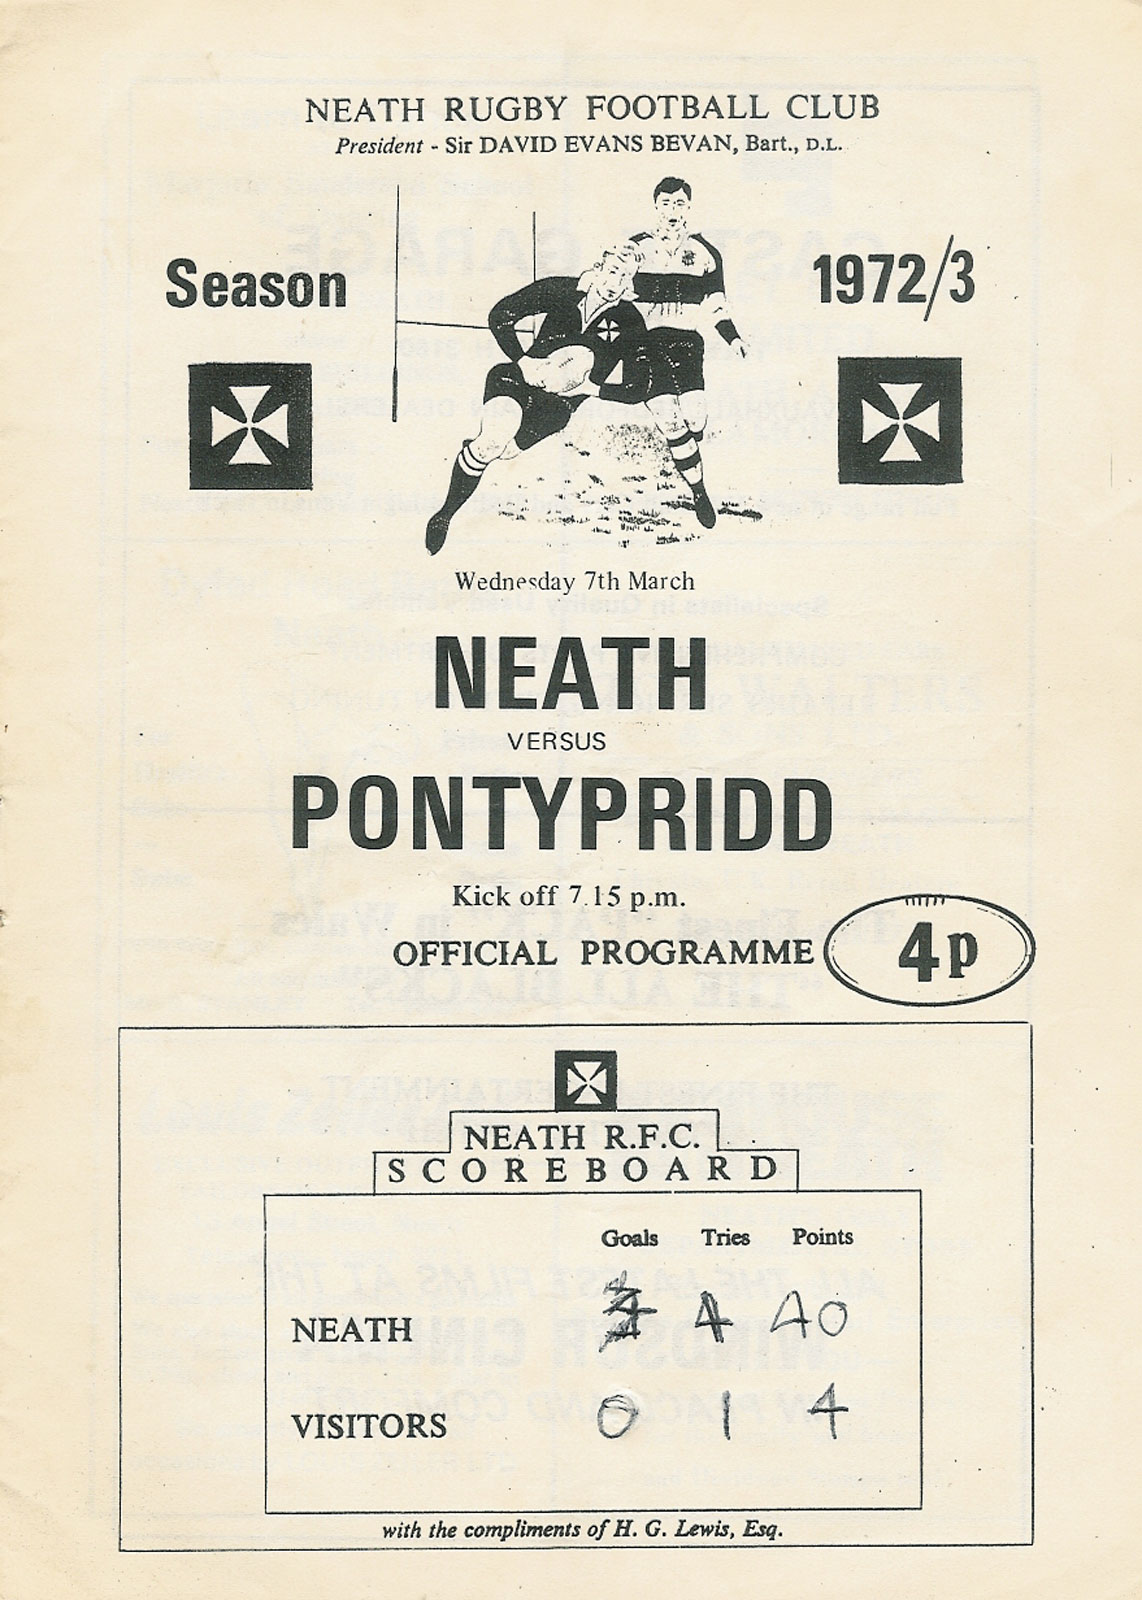 NEATH RUGBY FOOTBALL CLUB
President - Sir DAVID EVANS BEVAN, Bart., D.L.
Season 1972/3
Wednesday 7th March
NEATH
VERSUS
PONTYPRIDD
Kick off 7.15 p.m.
OFFICIAL PROGRAMME 4p
NEATH R.F.C.
SCOREBOARD
Goals Tries Points
NEATH 4 40
VISITORS 0 1 4
with the compliments of H. G. Lewis, Esq.